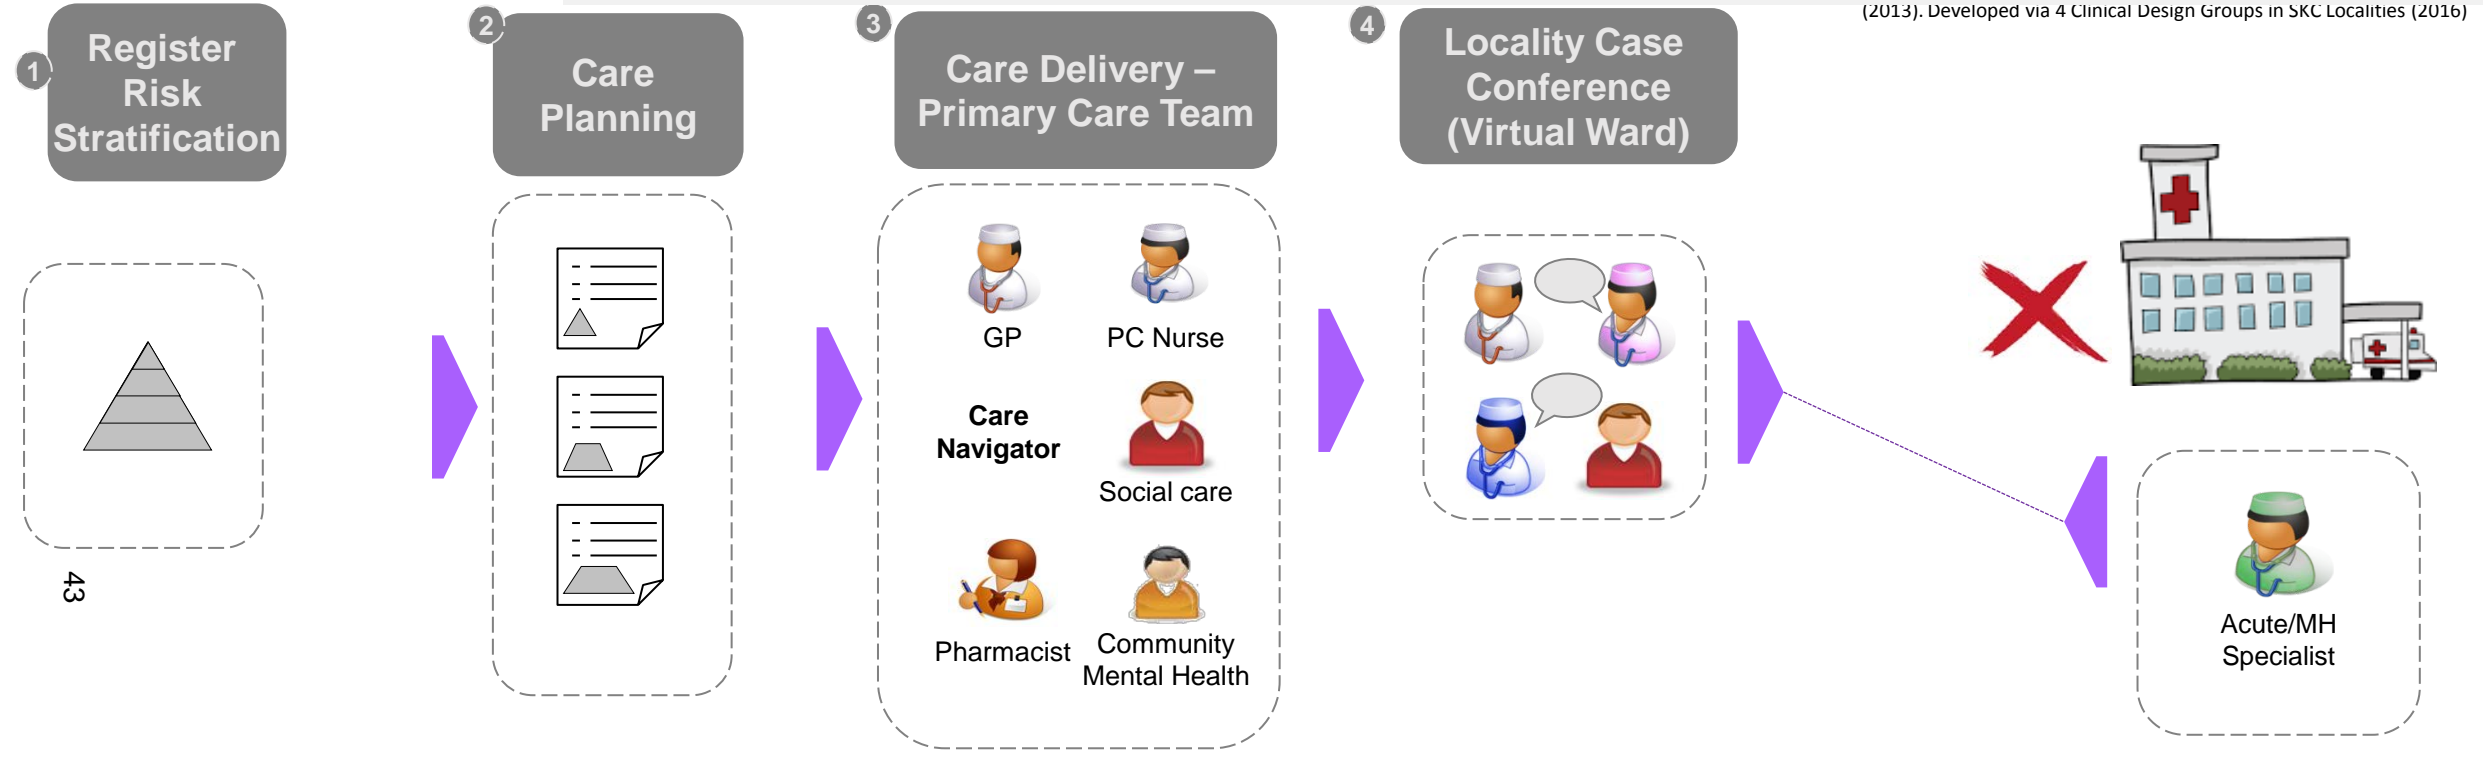 (2013). Developed via 4 Clinical Design Groups in SKC Localities (2016)
1
Register
Risk
Stratification
2
Care
Planning
3
Care Delivery –
Primary Care Team
4
Locality Case
Conference
(Virtual Ward)
GP
PC Nurse
Care
Navigator
Social care
Pharmacist
Community
Mental Health
Acute/MH
Specialist
43